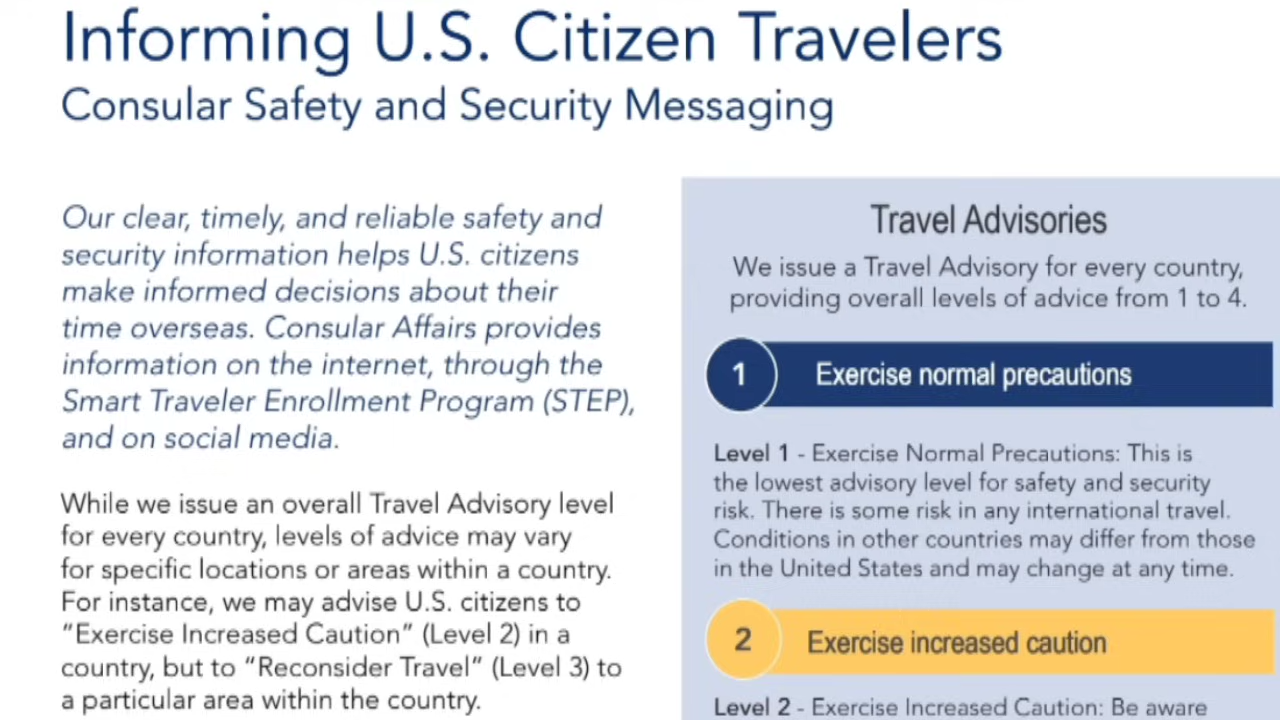 Informing U.S. Citizen Travelers
Consular Safety and Security Messaging
Our clear, timely, and reliable safety and
security information helps U.S. citizens
make informed decisions about their
time overseas. Consular Affairs provides
information on the internet, through the
Smart Traveler Enrollment Program (STEP),
and on social media.
While we issue an overall Travel Advisory level
for every country, levels of advice may vary
for specific locations or areas within a country.
For instance, we may advise U.S. citizens to
“Exercise Increased Caution” (Level 2) in a
country, but to “Reconsider Travel” (Level 3) to
a particular area within the country.
Travel Advisories
We issue a Travel Advisory for every country,
providing overall levels of advice from 1 to 4.
1 Exercise normal precautions
Level 1 - Exercise Normal Precautions: This is
the lowest advisory level for safety and security
risk. There is some risk in any international travel.
Conditions in other countries may differ from those
in the United States and may change at any time.
2 Exercise increased caution
Level 2 - Exercise Increased Caution: Be aware